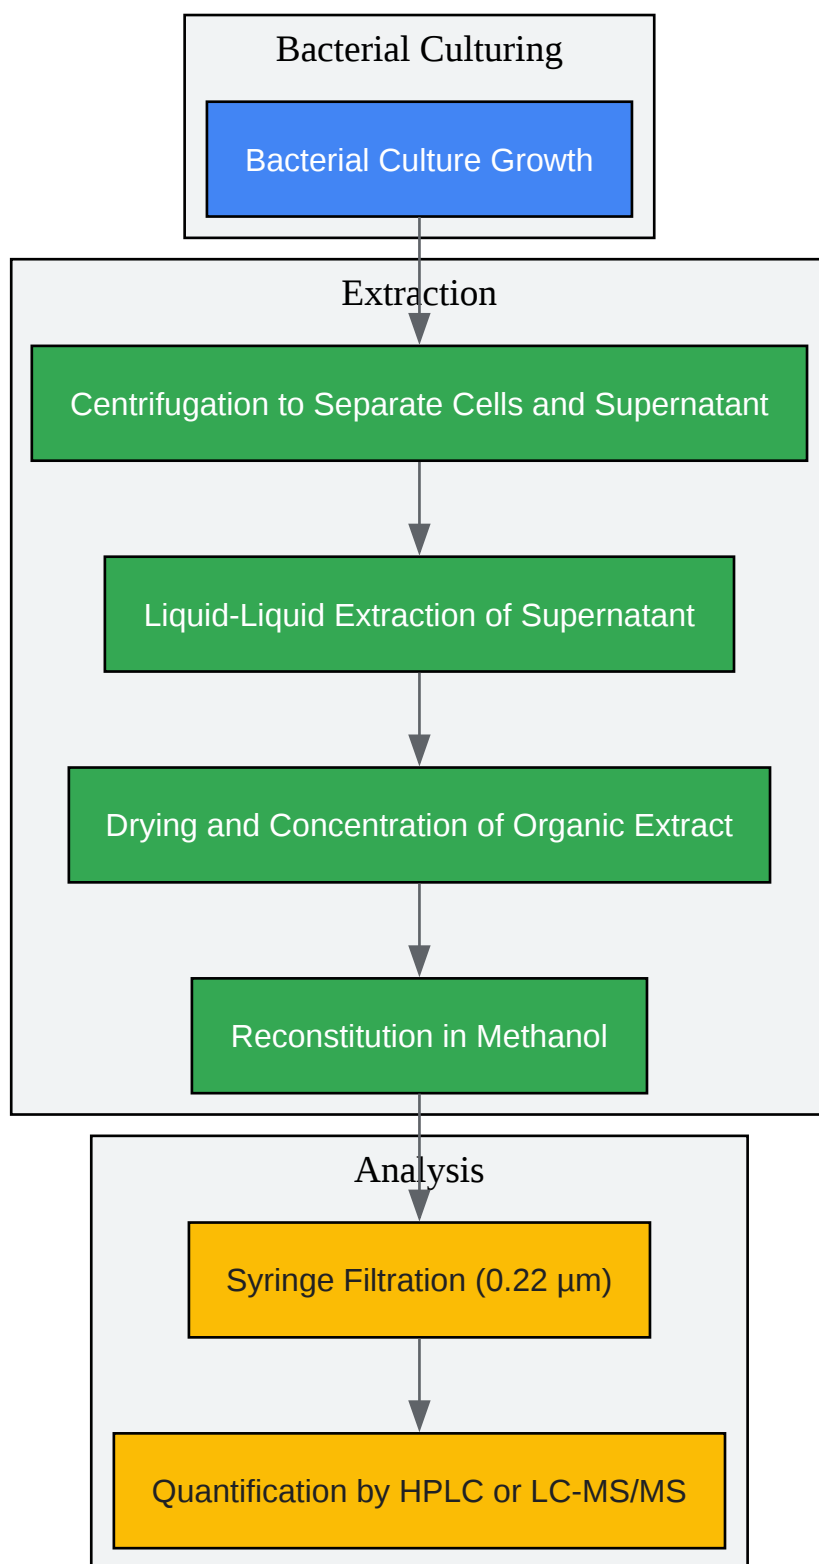 Bacterial Culturing
Bacterial Culture Growth
Extraction
Centrifugation to Separate Cells and Supernatant
Liquid-Liquid Extraction of Supernatant
Drying and Concentration of Organic Extract
Reconstitution in Methanol
Analysis
Syringe Filtration (0.22 µm)
Quantification by HPLC or LC-MS/MS